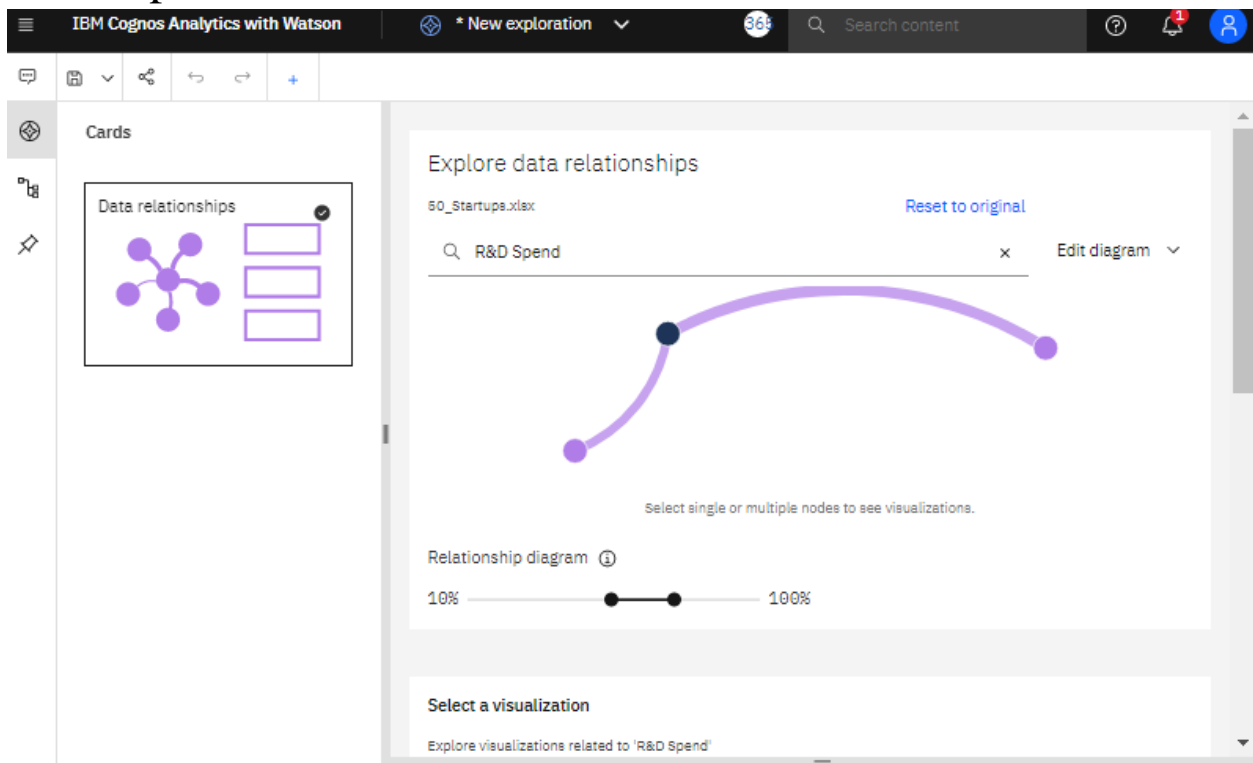 IBM Cognos Analytics with Watson
* New exploration
Search content
1
Cards
Data relationships
Explore data relationships
50_Startups.xlsx
Reset to original
R&D Spend
Edit diagram
Select single or multiple nodes to see visualizations.
Relationship diagram
10%
100%
Select a visualization
Explore visualizations related to 'R&D Spend'